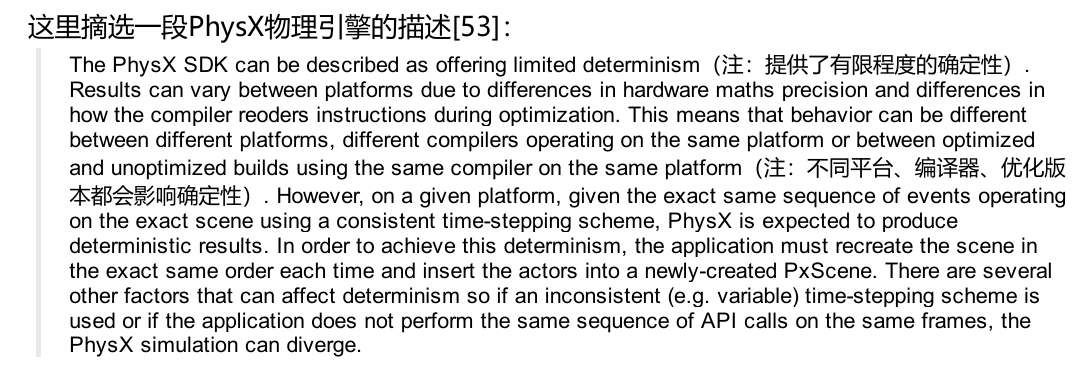 这里摘选一段PhysX物理引擎的描述[53]：
The PhysX SDK can be described as offering limited determinism（注：提供了有限程度的确定性）.
Results can vary between platforms due to differences in hardware maths precision and differences in
how the compiler reoders instructions during optimization. This means that behavior can be different
between different platforms, different compilers operating on the same platform or between optimized
and unoptimized builds using the same compiler on the same platform（注：不同平台、编译器、优化版
本都会影响确定性）. However, on a given platform, given the exact same sequence of events operating
on the exact scene using a consistent time-stepping scheme, PhysX is expected to produce
deterministic results. In order to achieve this determinism, the application must recreate the scene in
the exact same order each time and insert the actors into a newly-created PxScene. There are several
other factors that can affect determinism so if an inconsistent (e.g. variable) time-stepping scheme is
used or if the application does not perform the same sequence of API calls on the same frames, the
PhysX simulation can diverge.